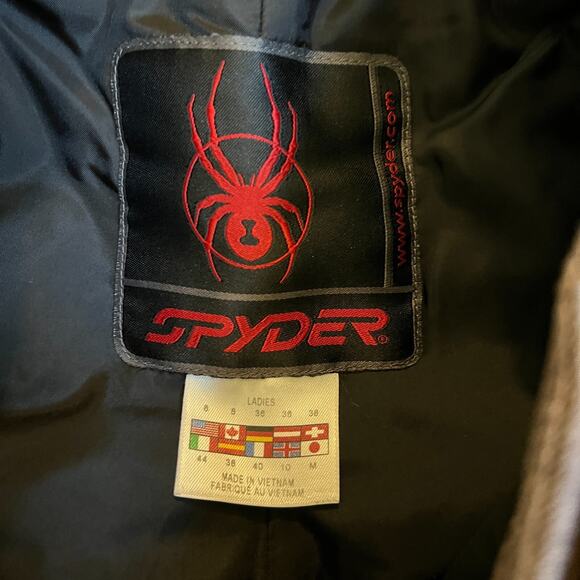 www.spyder.com
SPYDER®
LADIES
8 8 36 36 38
44 38 40 10 M
MADE IN VIETNAM
FABRIQUÉ AU VIETNAM